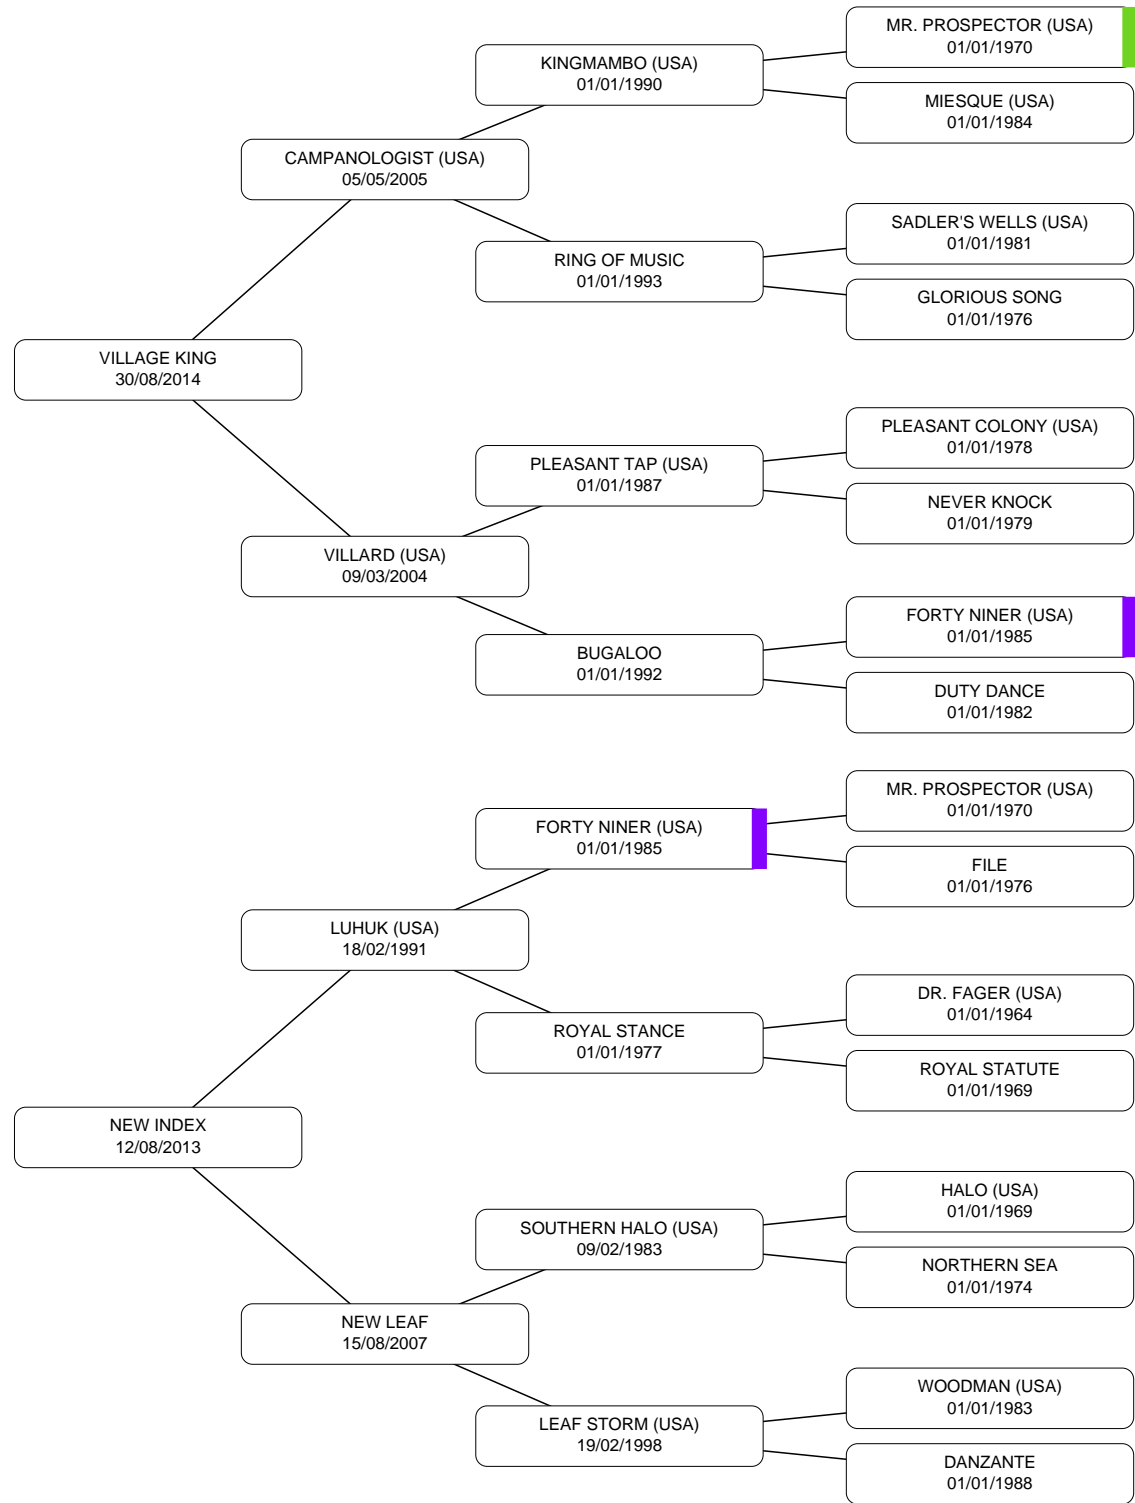 MR. PROSPECTOR (USA)
01/01/1970
KINGMAMBO (USA)
01/01/1990
MIESQUE (USA)
01/01/1984
CAMPANOLOGIST (USA)
05/05/2005
SADLER'S WELLS (USA)
01/01/1981
RING OF MUSIC
01/01/1993
GLORIOUS SONG
01/01/1976
VILLAGE KING
30/08/2014
PLEASANT COLONY (USA)
01/01/1978
PLEASANT TAP (USA)
01/01/1987
NEVER KNOCK
01/01/1979
VILLARD (USA)
09/03/2004
FORTY NINER (USA)
01/01/1985
BUGALOO
01/01/1992
DUTY DANCE
01/01/1982
MR. PROSPECTOR (USA)
01/01/1970
FORTY NINER (USA)
01/01/1985
FILE
01/01/1976
LUHUK (USA)
18/02/1991
DR. FAGER (USA)
01/01/1964
ROYAL STANCE
01/01/1977
ROYAL STATUTE
01/01/1969
NEW INDEX
12/08/2013
HALO (USA)
01/01/1969
SOUTHERN HALO (USA)
09/02/1983
NORTHERN SEA
01/01/1974
NEW LEAF
15/08/2007
WOODMAN (USA)
01/01/1983
LEAF STORM (USA)
19/02/1998
DANZANTE
01/01/1988